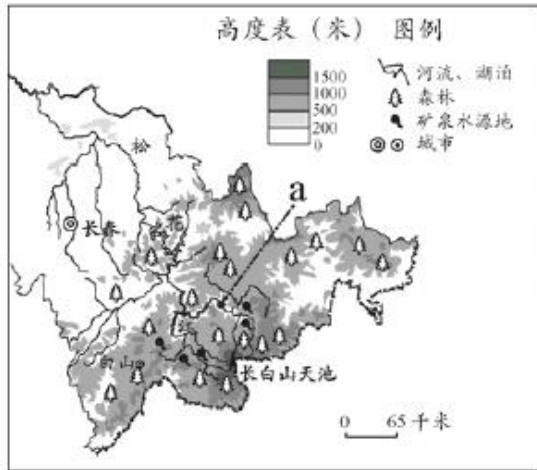 高度表（米） 图例
1500
1000
500
200
0
河流、湖泊
森林
矿泉水源地
城市
松
花
江
a
长春
白山
长白山天池
0 65千米